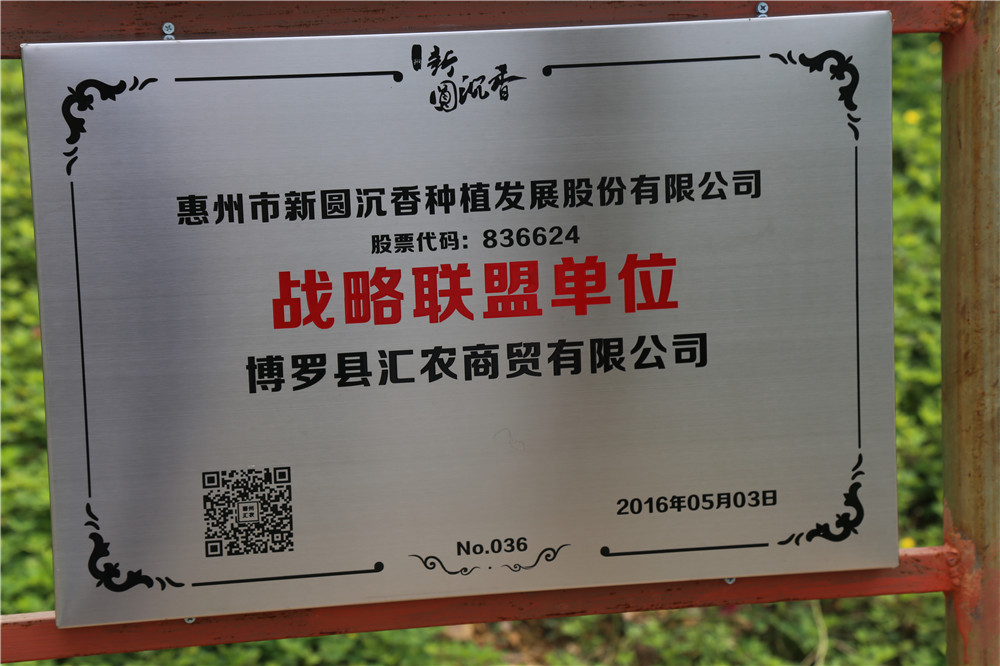 新
圆沉香
惠州市新圆沉香种植发展股份有限公司
股票代码：836624
战略联盟单位
博罗县汇农商贸有限公司
2016年05月03日
No.036